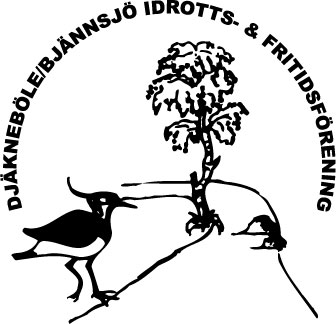 DJÄKNEBÖLE/BJÄNNSJÖ IDROTTS- & FRITIDSFÖRENING